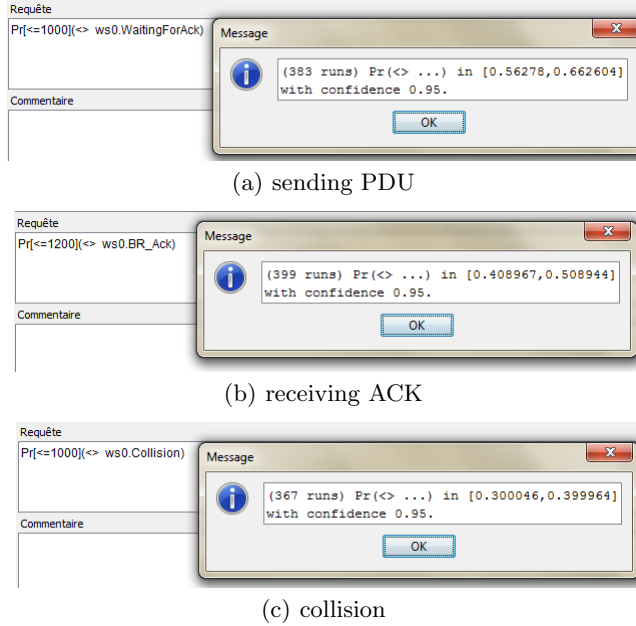 Requête
Pr[<=1000](<> ws0.WaitingForAck)
Message
(383 runs) Pr(<> ...) in [0.56278,0.662604]
with confidence 0.95.
OK
Commentaire
(a) sending PDU
Requête
Pr[<=1200](<> ws0.BR_Ack)
Message
(399 runs) Pr(<> ...) in [0.408967,0.508944]
with confidence 0.95.
OK
Commentaire
(b) receiving ACK
Requête
Pr[<=1000](<> ws0.Collision)
Message
(367 runs) Pr(<> ...) in [0.300046,0.399964]
with confidence 0.95.
OK
Commentaire
(c) collision